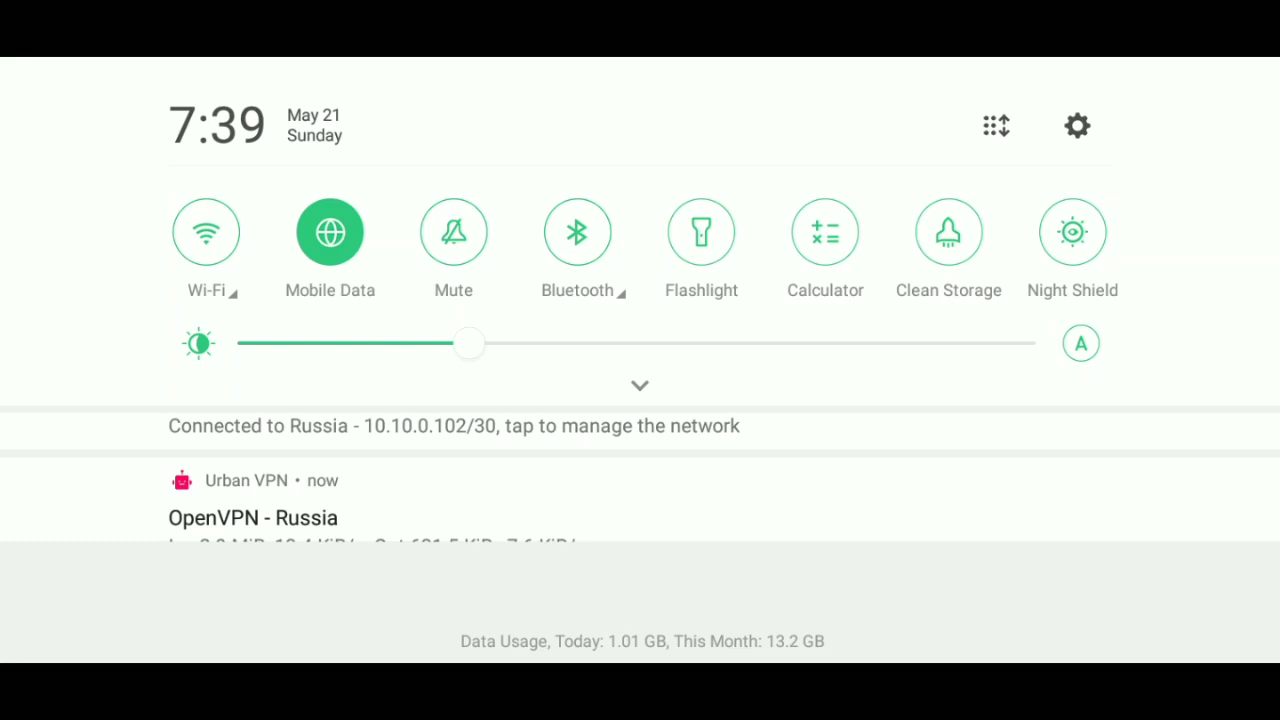 7:39
May 21
Sunday
Wi-Fi
Mobile Data
Mute
Bluetooth
Flashlight
Calculator
Clean Storage
Night Shield
A
Connected to Russia - 10.10.0.102/30, tap to manage the network
Urban VPN • now
OpenVPN - Russia
Data Usage, Today: 1.01 GB, This Month: 13.2 GB